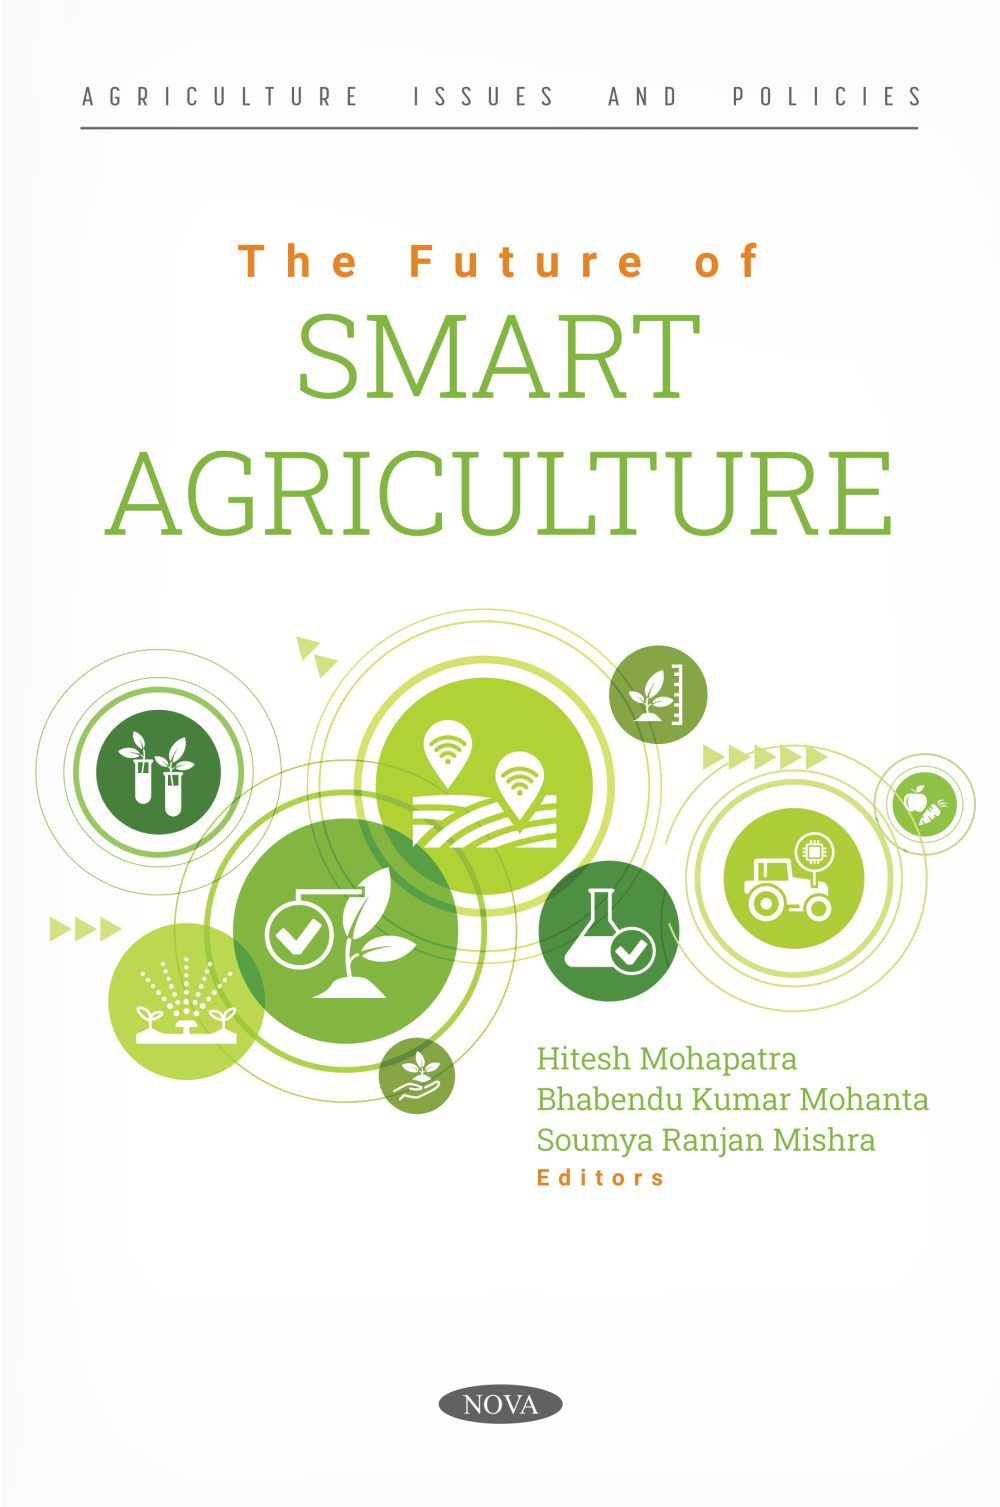 AGRICULTURE ISSUES AND POLICIES
The Future of
SMART
AGRICULTURE
Hitesh Mohapatra
Bhabendu Kumar Mohanta
Soumya Ranjan Mishra
Editors
NOVA